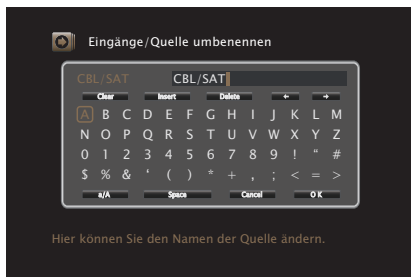 Eingänge/Quelle umbenennen
CBL/SAT CBL/SAT
Clear Insert Delete ← →
A B C D E F G H I J K L M
N O P Q R S T U V W X Y Z
0 1 2 3 4 5 6 7 8 9 ! “ #
$ % & ‘ ( ) * + , ; < = >
a/A Space Cancel OK
Hier können Sie den Namen der Quelle ändern.